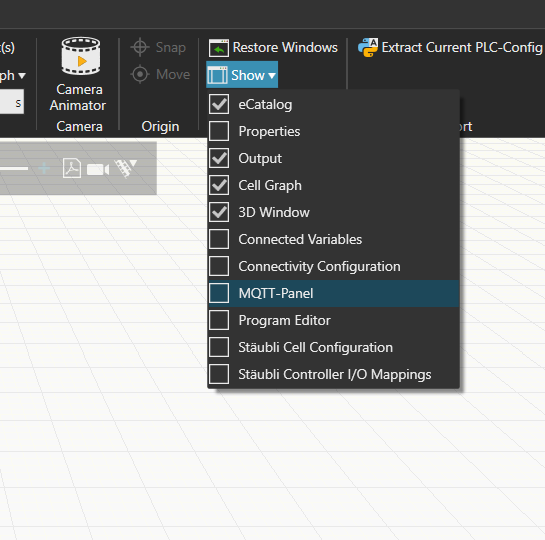 (s)
Snap
Restore Windows
Extract Current PLC-Config
ph
Camera
Animator
Move
Show
s
Camera
Origin
eCatalog
Properties
Output
Cell Graph
3D Window
Connected Variables
Connectivity Configuration
MQTT-Panel
Program Editor
Stäubli Cell Configuration
Stäubli Controller I/O Mappings
ort